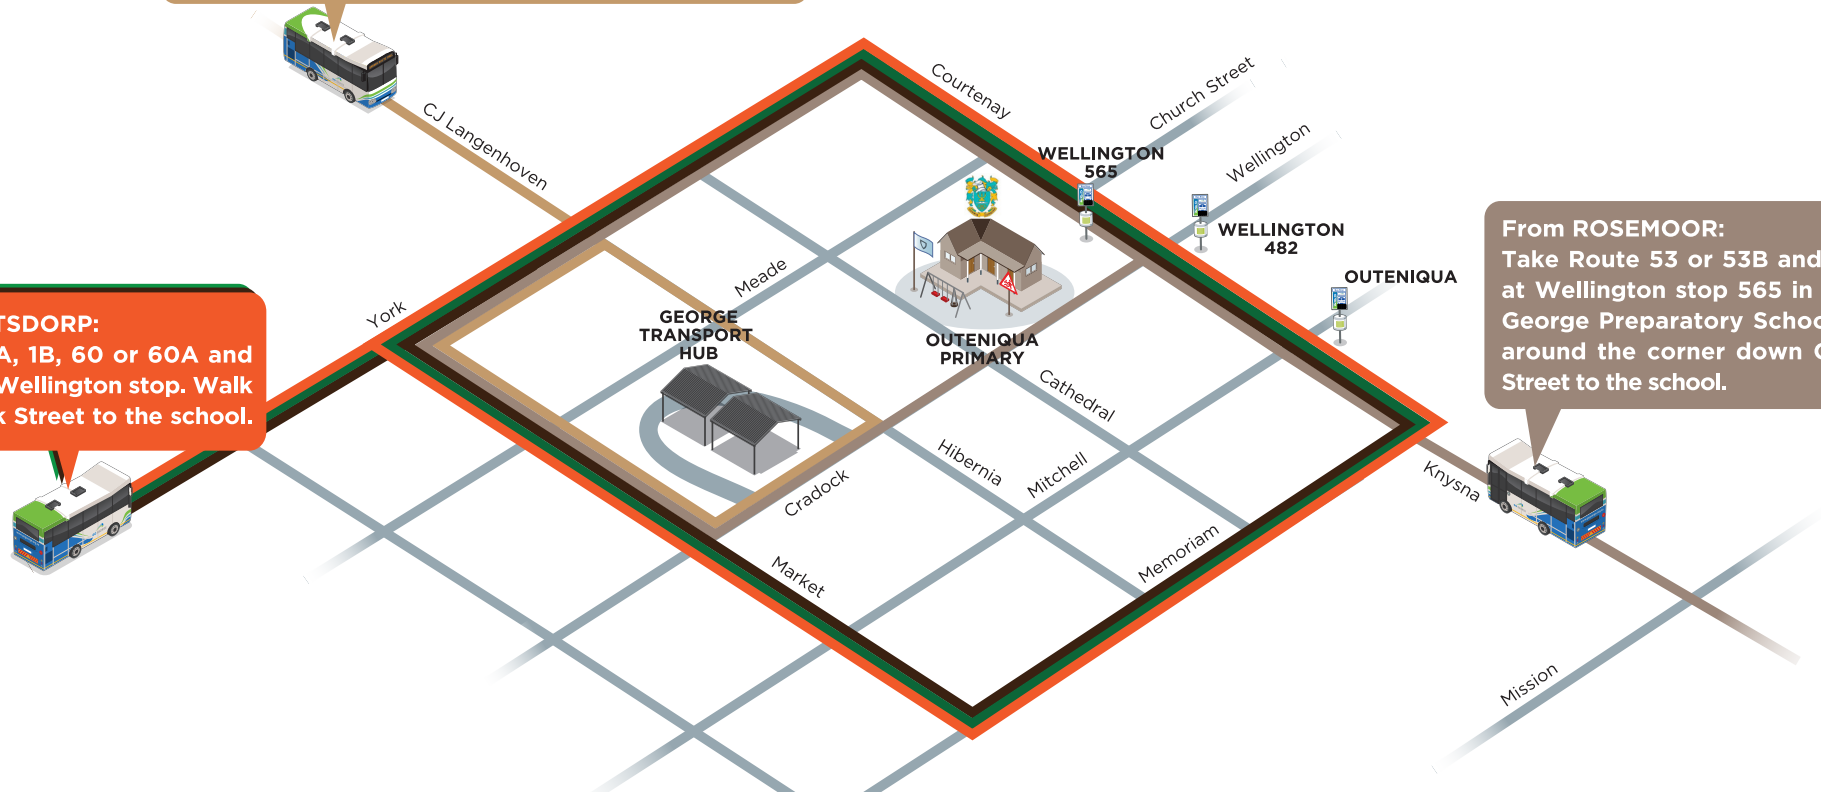 CJ Langenhoven
Courtenay
Church Street
Wellington
WELLINGTON
565
WELLINGTON
482
OUTENIQUA
Meade
York
GEORGE
TRANSPORT
HUB
OUTENIQUA
PRIMARY
Cathedral
Hibernia
Mitchell
Cradock
Market
Memoriam
Knysna
Mission
TSDORP:
A, 1B, 60 or 60A and
Wellington stop. Walk
k Street to the school.
From ROSEMOOR:
Take Route 53 or 53B and
at Wellington stop 565 in
George Preparatory Schoo
around the corner down
Street to the school.